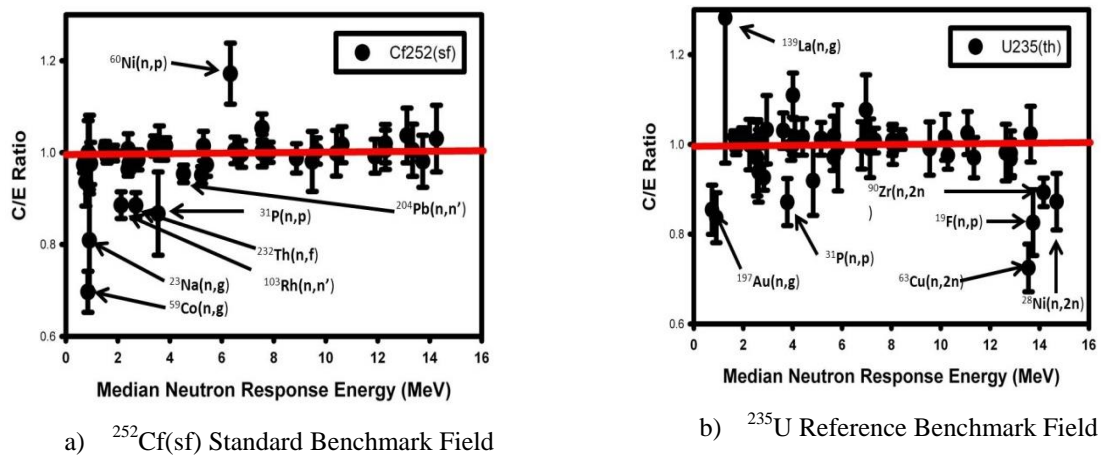 1.2
1.0
0.8
0.6
C/E Ratio
⁶⁰Ni(n,p)
Cf252(sf)
²⁰⁴Pb(n,n’)
³¹P(n,p)
²³²Th(n,f)
¹⁰³Rh(n,n’)
²³Na(n,g)
⁵⁹Co(n,g)
0 2 4 6 8 10 12 14 16
Median Neutron Response Energy (MeV)
a) ²⁵²Cf(sf) Standard Benchmark Field
1.2
1.0
0.8
0.6
C/E Ratio
¹³⁹La(n,g)
U235(th)
⁹⁰Zr(n,2n
)
¹⁹F(n,p)
³¹P(n,p)
¹⁹⁷Au(n,g)
⁶³Cu(n,2n)
²⁸Ni(n,2n)
0 2 4 6 8 10 12 14 16
Median Neutron Response Energy (MeV)
b) ²³⁵U Reference Benchmark Field